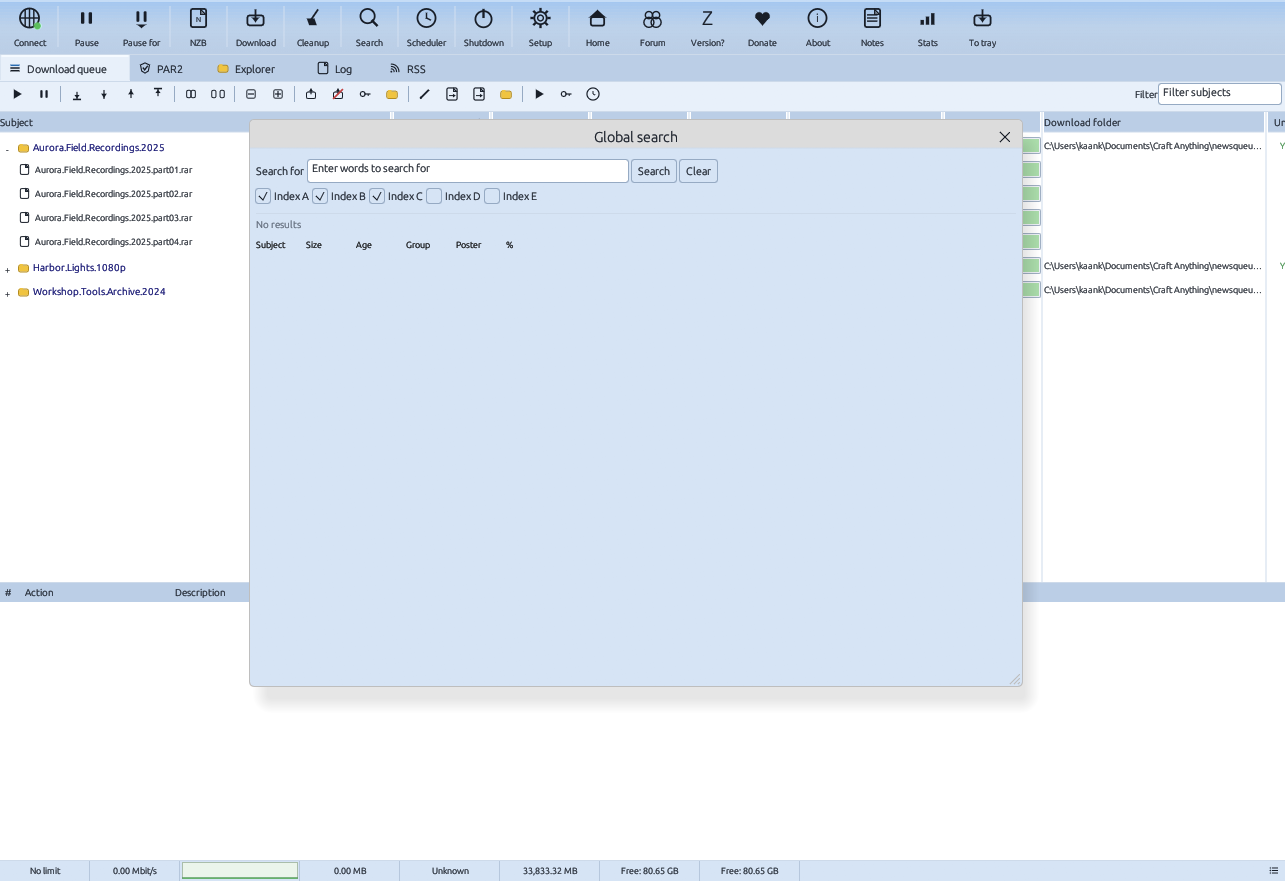 Connect Pause Pause for NZB Download Cleanup Search Scheduler Shutdown Setup Home Forum Version? Donate About Notes Stats To tray
Download queue PAR2 Explorer Log RSS
Filter Filter subjects
Subject Download folder Un
Global search
Aurora.Field.Recordings.2025 C:\Users\kaank\Documents\Craft Anything\newsqueu... Y
Aurora.Field.Recordings.2025.part01.rar
Aurora.Field.Recordings.2025.part02.rar
Aurora.Field.Recordings.2025.part03.rar
Aurora.Field.Recordings.2025.part04.rar
Harbor.Lights.1080p C:\Users\kaank\Documents\Craft Anything\newsqueu... Y
Workshop.Tools.Archive.2024 C:\Users\kaank\Documents\Craft Anything\newsqueu...
Search for Enter words to search for Search Clear
Index A Index B Index C Index D Index E
No results
Subject Size Age Group Poster %
# Action Description
No limit 0.00 Mbit/s 0.00 MB Unknown 33,833.32 MB Free: 80.65 GB Free: 80.65 GB